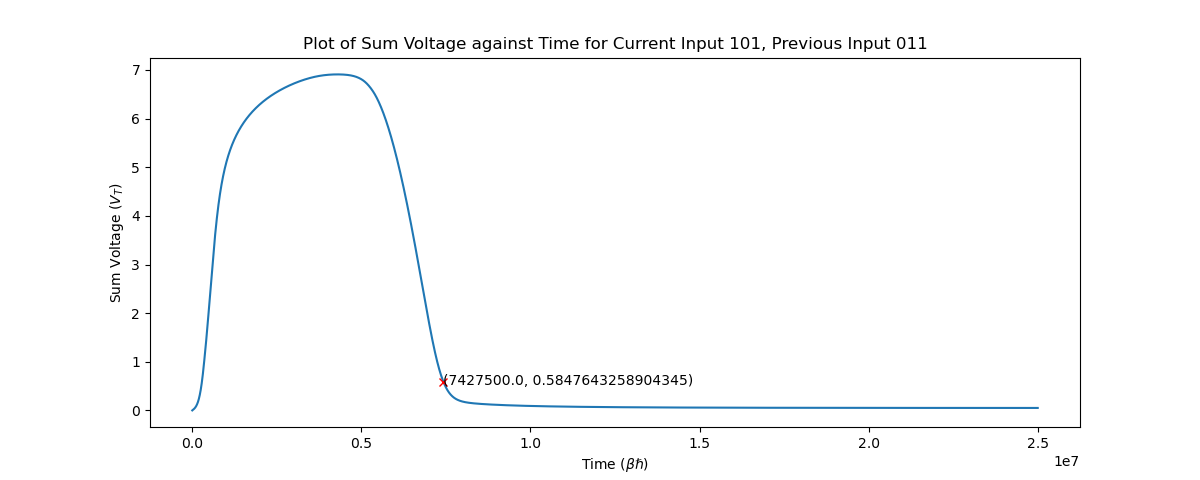 Plot of Sum Voltage against Time for Current Input 101, Previous Input 011
7
6
5
4
3
2
1
0
Sum Voltage (V_T)
(7427500.0, 0.5847643258904345)
0.0 0.5 1.0 1.5 2.0 2.5
1e7
Time (βℏ)